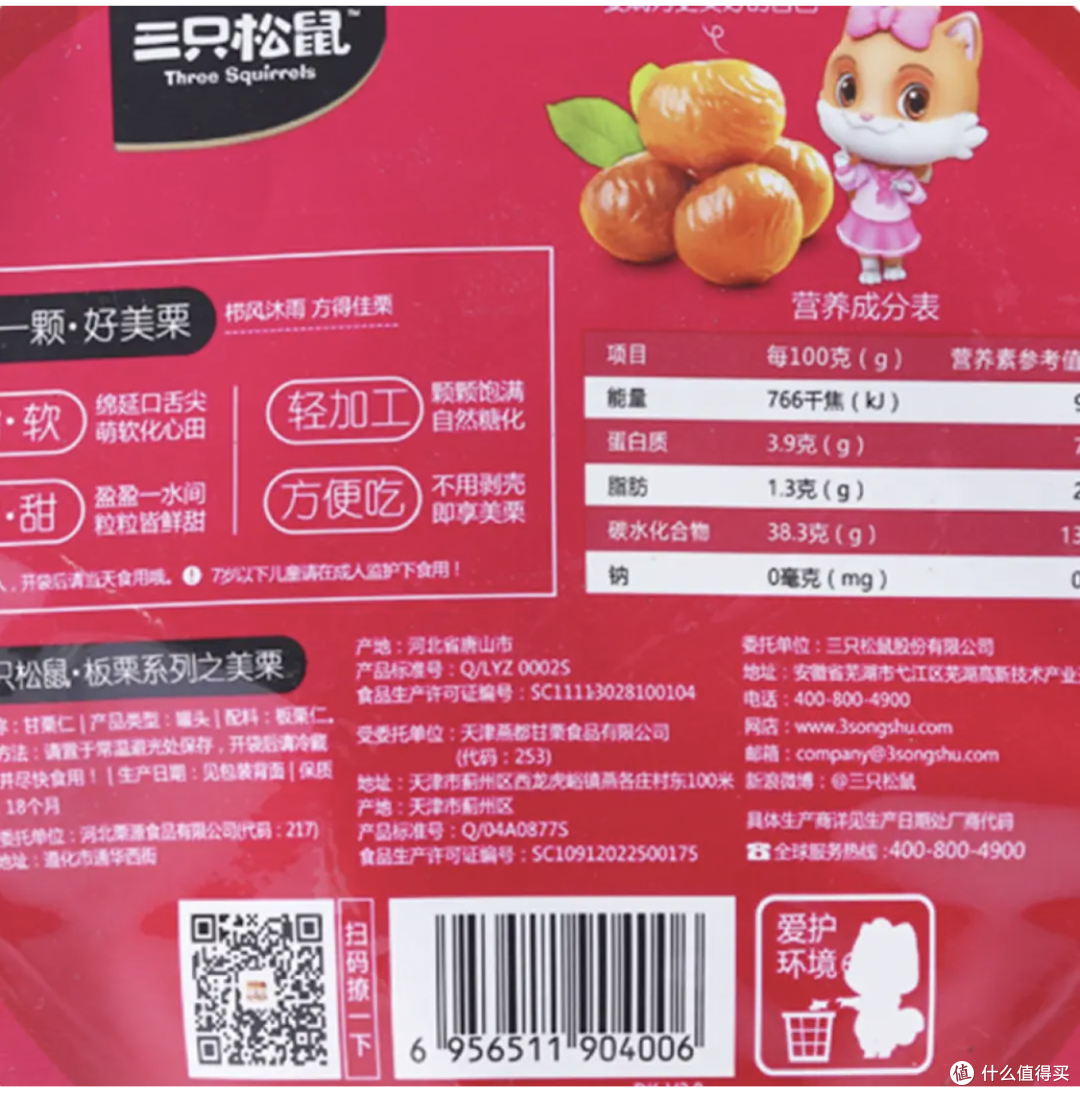 三只松鼠™
Three Squirrels
一颗·好美栗
栉风沐雨 方得佳栗
·软
绵延口舌尖
萌软化心田
轻加工
颗颗饱满
自然糖化
·甜
盈盈一水间
粒粒皆鲜甜
方便吃
不用剥壳
即享美栗
开袋后请当天食用哦。 7岁以下儿童请在成人监护下食用！
营养成分表
项目 每100克(g) 营养素参考值
能量 766千焦(kJ)
蛋白质 3.9克(g)
脂肪 1.3克(g) 2
碳水化合物 38.3克(g) 13
钠 0毫克(mg) 0
只松鼠·板栗系列之美栗
称：甘栗仁 | 产品类型：罐头 | 配料：板栗仁。
方法：请置于常温避光处保存，开袋后请冷藏
并尽快食用！ | 生产日期：见包装背面 | 保质
18个月
委托单位：河北栗源食品有限公司(代码：217)
地址：遵化市通华西街
产地：河北省唐山市
产品标准号：Q/LYZ 0002S
食品生产许可证编号：SC11113028100104
受委托单位：天津燕都甘栗食品有限公司
(代码：253)
地址：天津市蓟州区西龙虎峪镇燕各庄村东100米
产地：天津市蓟州区
产品标准号：Q/04A0877S
食品生产许可证编号：SC10912022500175
委托单位：三只松鼠股份有限公司
地址：安徽省芜湖市弋江区芜湖高新技术产业
电话：400-800-4900
网店：www.3songshu.com
邮箱：company@3songshu.com
新浪微博：@三只松鼠
具体生产商详见生产日期处厂商代码
全球服务热线:400-800-4900
扫码撩一下
6 956511 904006
爱护
环境
值 什么值得买